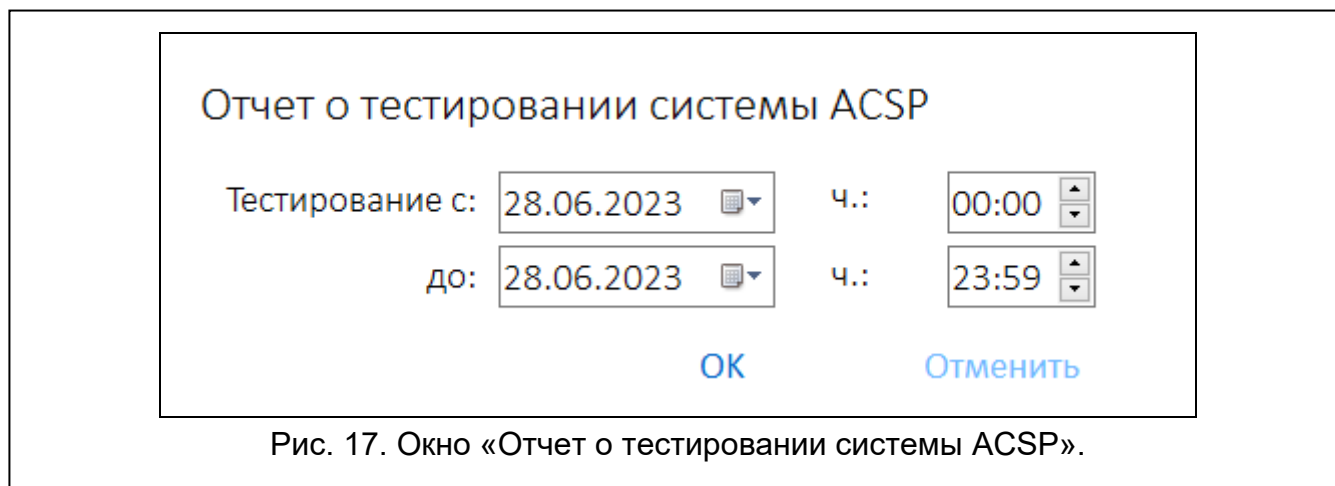 Отчет о тестировании системы ACSP
Тестирование с: 28.06.2023 ч.: 00:00
до: 28.06.2023 ч.: 23:59
OK Отменить
Рис. 17. Окно «Отчет о тестировании системы ACSP».